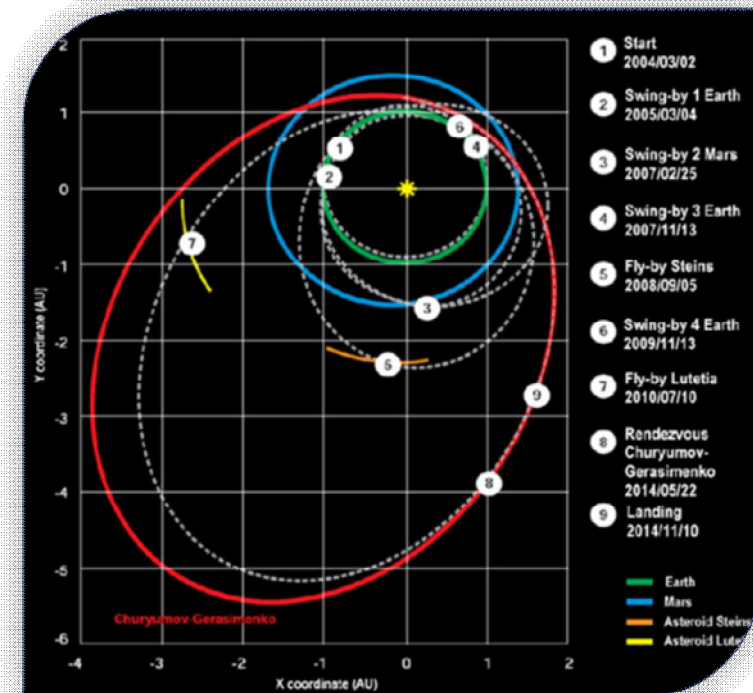 2
1
0
-1
-2
-3
-4
-5
-6
-4
-3
-2
-1
0
1
2
Y coordinate (AU)
X coordinate (AU)
1
2
3
4
5
6
7
8
9
Churyumov-Gerasimenko
1 Start
2004/03/02
2 Swing-by 1 Earth
2005/03/04
3 Swing-by 2 Mars
2007/02/25
4 Swing-by 3 Earth
2007/11/13
5 Fly-by Steins
2008/09/05
6 Swing-by 4 Earth
2009/11/13
7 Fly-by Lutetia
2010/07/10
8 Rendezvous
Churyumov-
Gerasimenko
2014/05/22
9 Landing
2014/11/10
Earth
Mars
Asteroid Steins
Asteroid Lute